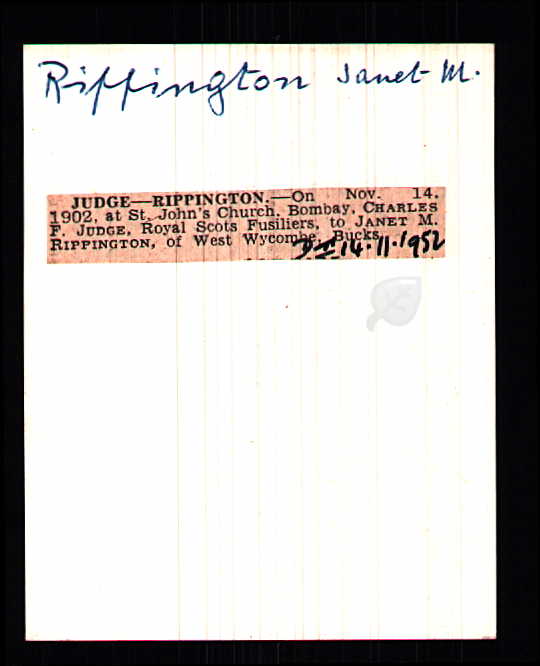 Rippington Janet M.
JUDGE—RIPPINGTON.—On Nov. 14.
1902, at St. John's Church, Bombay, CHARLES
F. JUDGE, Royal Scots Fusiliers, to JANET M.
RIPPINGTON, of West Wycombe, Bucks.
14.11.1952